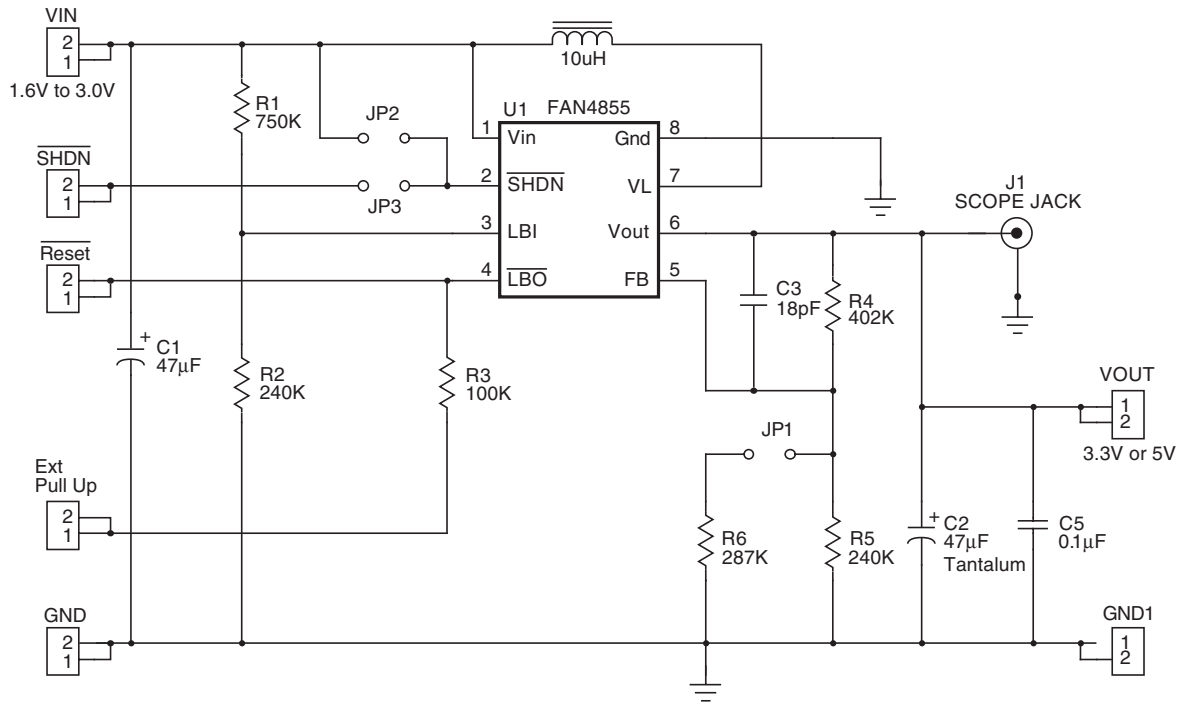 VIN
2
1
1.6V to 3.0V
10uH
R1
750K
JP2
U1
FAN4855
1
Vin
Gnd
8
SHDN
2
1
JP3
2
SHDN
VL
7
3
LBI
Vout
6
J1
SCOPE JACK
Reset
2
1
4
LBO
FB
5
C3
18pF
R4
402K
+
C1
47µF
R2
240K
R3
100K
VOUT
1
2
3.3V or 5V
JP1
Ext
Pull Up
2
1
R6
287K
R5
240K
+
C2
47µF
Tantalum
C5
0.1µF
GND
2
1
GND1
1
2